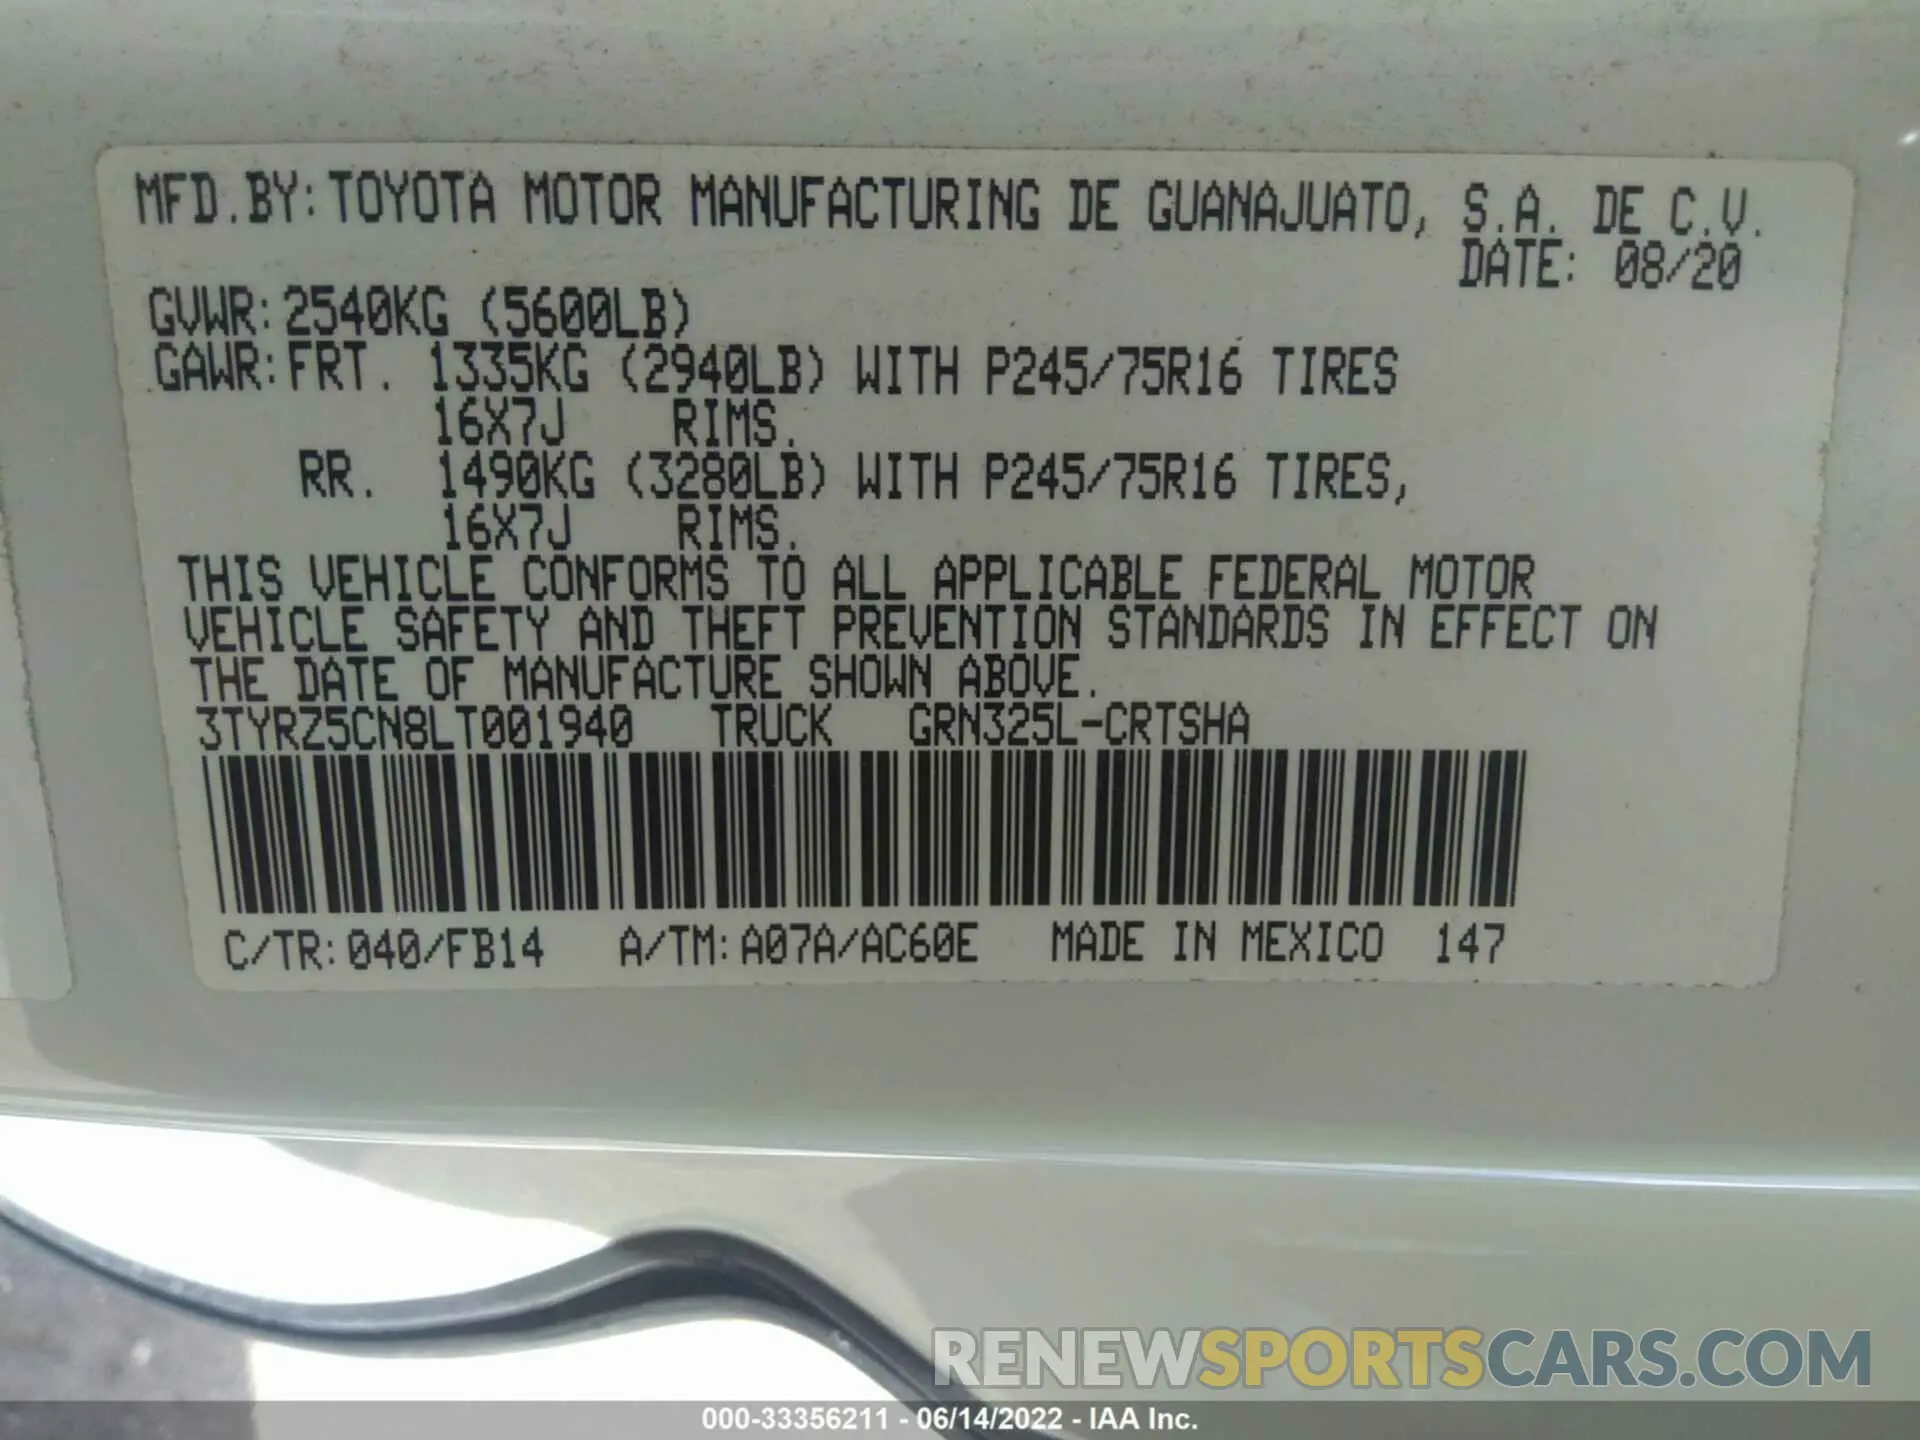 MFD.BY:TOYOTA MOTOR MANUFACTURING DE GUANAJUATO, S.A. DE C.V.
DATE: 08/20
GVWR:2540KG (5600LB)
GAWR:FRT. 1335KG (2940LB) WITH P245/75R16 TIRES
16X7J RIMS.
RR. 1490KG (3280LB) WITH P245/75R16 TIRES,
16X7J RIMS.
THIS VEHICLE CONFORMS TO ALL APPLICABLE FEDERAL MOTOR
VEHICLE SAFETY AND THEFT PREVENTION STANDARDS IN EFFECT ON
THE DATE OF MANUFACTURE SHOWN ABOVE.
3TYRZ5CN8LT001940 TRUCK GRN325L-CRTSHA
C/TR:040/FB14 A/TM:A07A/AC60E MADE IN MEXICO 147
RENEWSPORTSCARS.COM
000-33356211 - 06/14/2022 - IAA Inc.